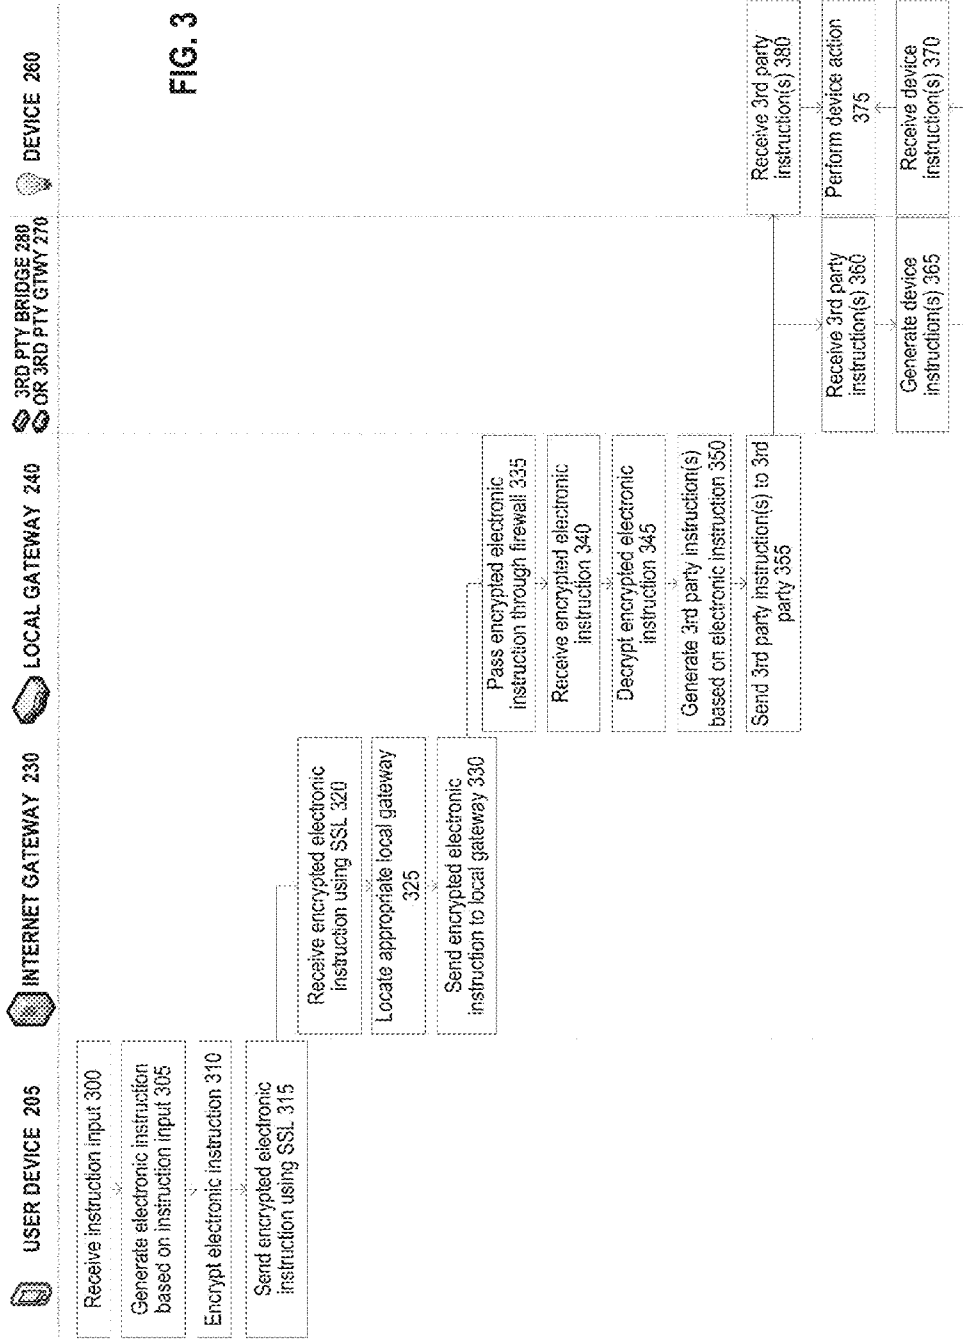 USER DEVICE 205
INTERNET GATEWAY 230
LOCAL GATEWAY 240
3RD PTY BRIDGE 280
OR 3RD PTY GTWY 270
DEVICE 260
FIG. 3
Receive instruction input 300
Generate electronic instruction
based on instruction input 305
Encrypt electronic instruction 310
Send encrypted electronic
instruction using SSL 315
Receive encrypted electronic
instruction using SSL 320
Locate appropriate local gateway
325
Send encrypted electronic
instruction to local gateway 330
Pass encrypted electronic
instruction through firewall 335
Receive encrypted electronic
instruction 340
Decrypt encrypted electronic
instruction 345
Generate 3rd party instruction(s)
based on electronic instruction 350
Send 3rd party instruction(s) to 3rd
party 355
Receive 3rd party
instruction(s) 360
Generate device
instruction(s) 365
Receive 3rd party
instruction(s) 380
Perform device action
375
Receive device
instruction(s) 370